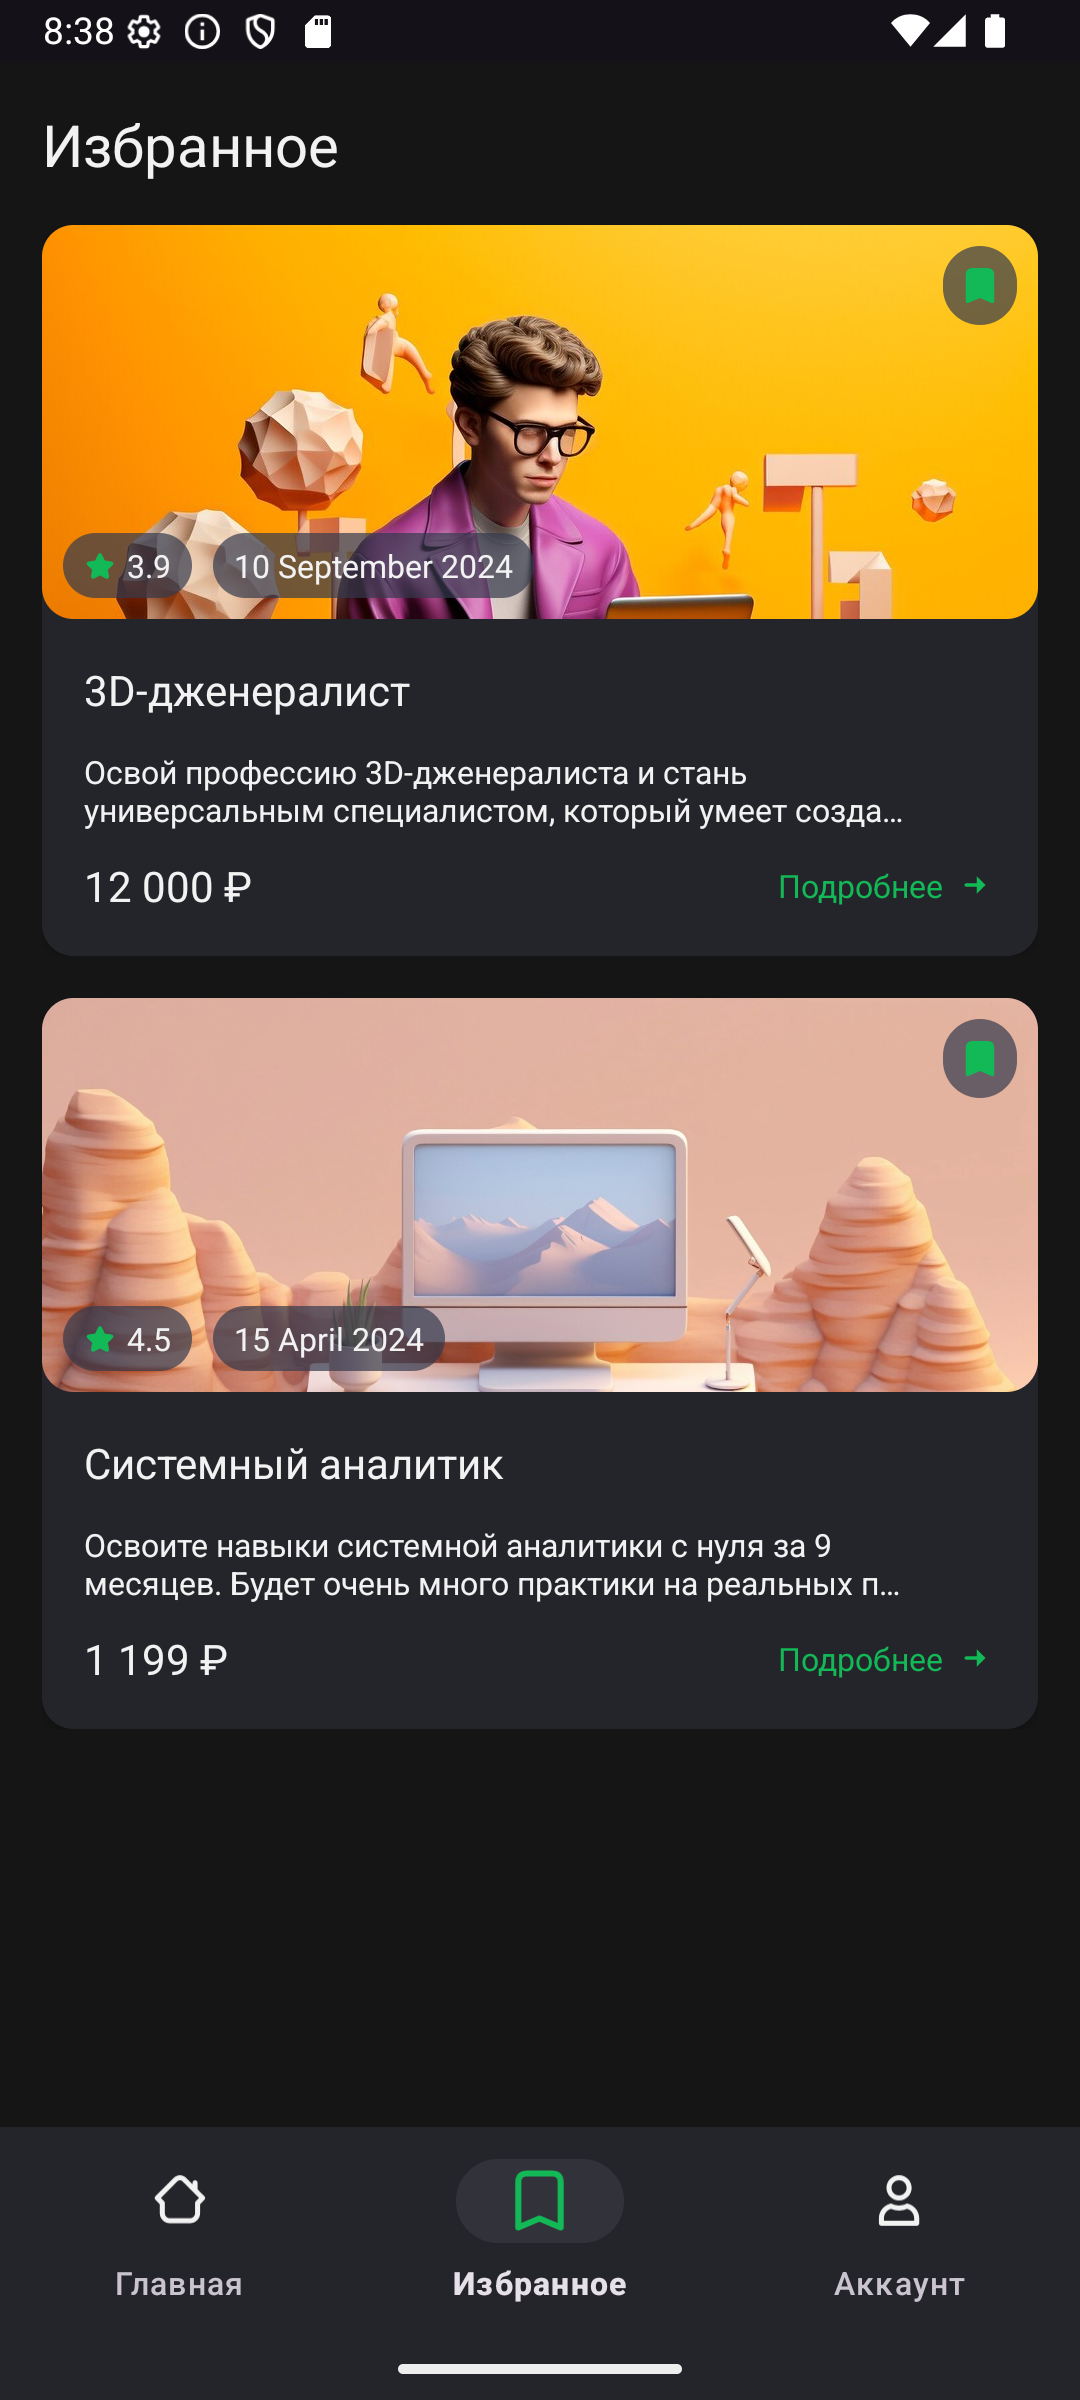 8:38
Избранное
3.9
10 September 2024
3D-дженералист
Освой профессию 3D-дженералиста и стань
универсальным специалистом, который умеет созда…
12 000 ₽
Подробнее
4.5
15 April 2024
Системный аналитик
Освоите навыки системной аналитики с нуля за 9
месяцев. Будет очень много практики на реальных п…
1 199 ₽
Подробнее
Главная
Избранное
Аккаунт